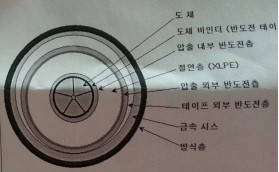 도 체
도체 바인더 (반도전 테이
압출 내부 반도전층
절연층 (XLPE)
압출 외부 반도전층
테이프 외부 반도전층
금속 시스
방식층